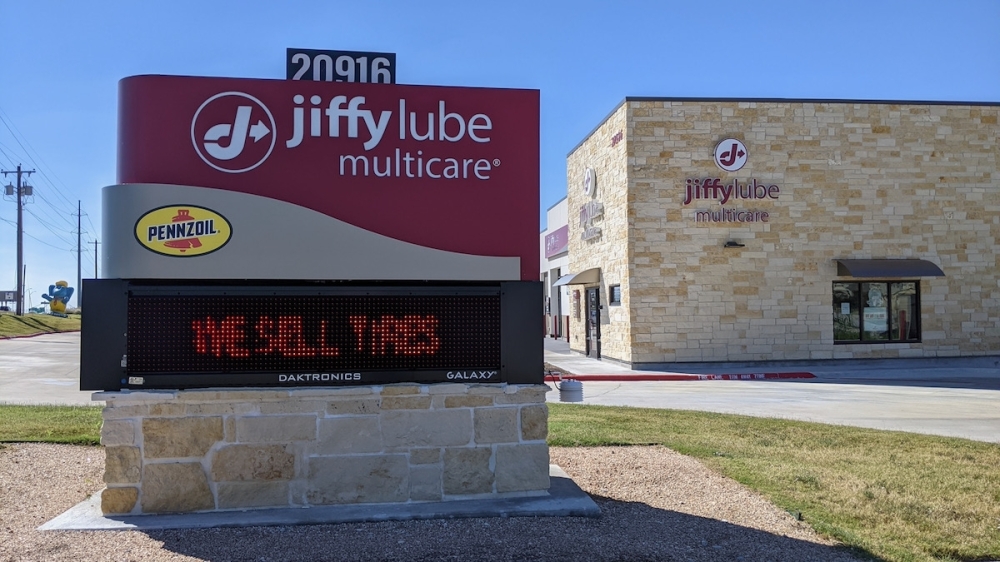 20916
jiffy lube
multicare®
PENNZOIL
WE SELL TIRES
DAKTRONICS
GALAXY
jiffy lube
multicare